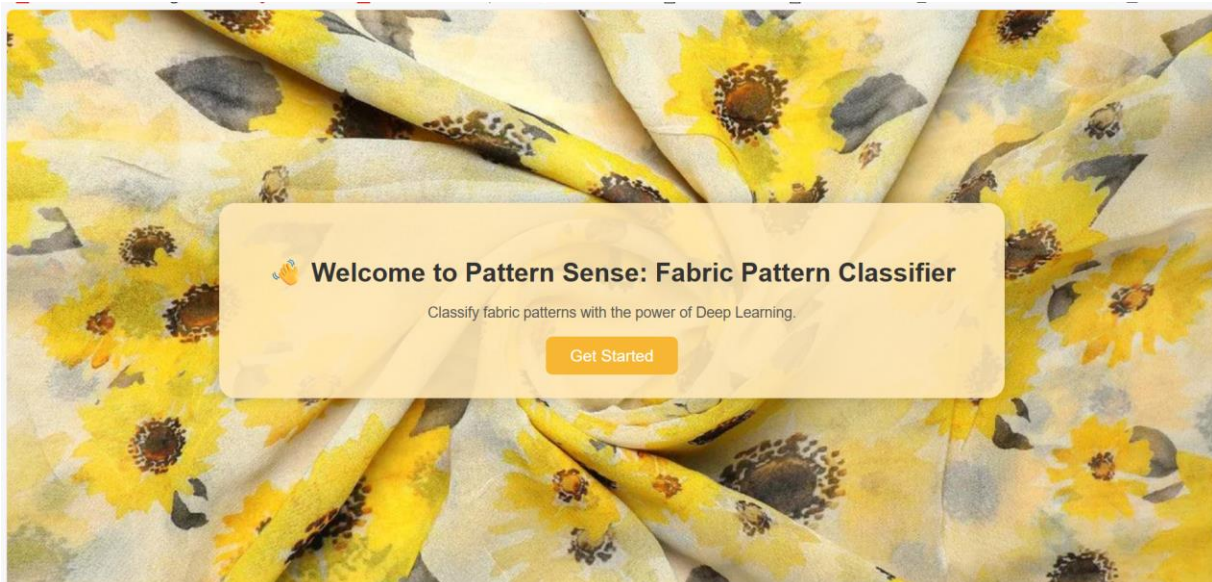 👋 Welcome to Pattern Sense: Fabric Pattern Classifier
Classify fabric patterns with the power of Deep Learning.
Get Started